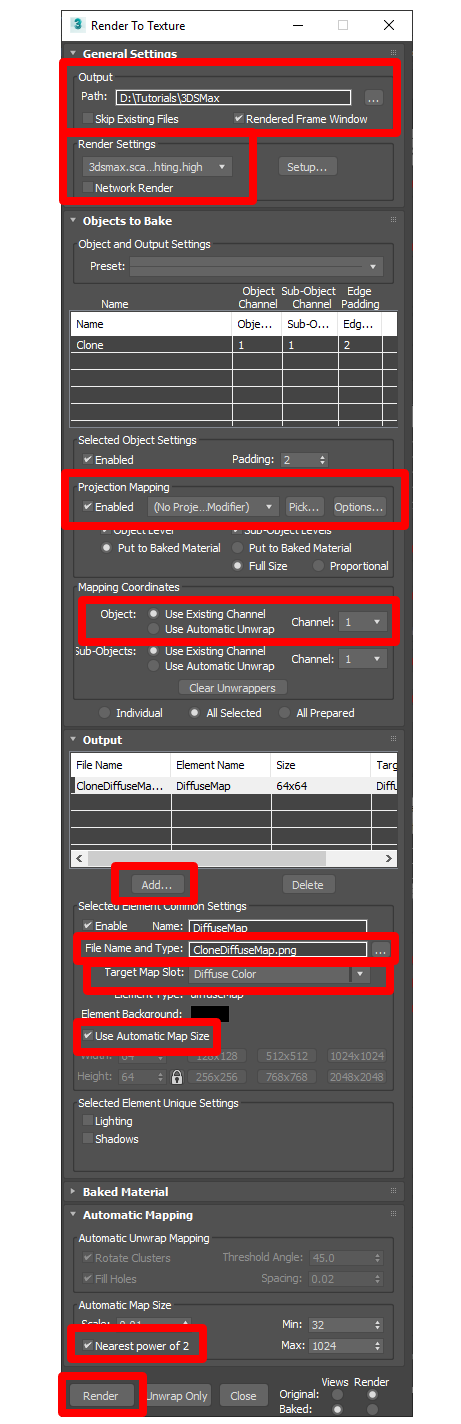 3 Render To Texture
General Settings
Output
Path: D:\Tutorials\3DSMax ...
Skip Existing Files Rendered Frame Window
Render Settings
3dsmax.sca...hting.high Setup...
Network Render
Objects to Bake
Object and Output Settings
Preset:
Object Sub-Object Edge
Name Channel Channel Padding
Name Obje... Sub-O... Edg...
Clone 1 1 2
Selected Object Settings
Enabled Padding: 2
Projection Mapping
Enabled (No Proje...Modifier) Pick... Options...
Object Level Sub-Object Levels
Put to Baked Material Put to Baked Material
Full Size Proportional
Mapping Coordinates
Object: Use Existing Channel Channel: 1
Use Automatic Unwrap
Sub-Objects: Use Existing Channel Channel: 1
Use Automatic Unwrap
Clear Unwrappers
Individual All Selected All Prepared
Output
File Name Element Name Size Targ
CloneDiffuseMa... DiffuseMap 64x64 Diffu
Add... Delete
Selected Element Common Settings
Enable Name: DiffuseMap
File Name and Type: CloneDiffuseMap.png ...
Target Map Slot: Diffuse Color
Element Type: diffuseMap
Element Background:
Use Automatic Map Size
Width: 64 128x128 512x512 1024x1024
Height: 64 256x256 768x768 2048x2048
Selected Element Unique Settings
Lighting
Shadows
Baked Material
Automatic Mapping
Automatic Unwrap Mapping
Rotate Clusters Threshold Angle: 45.0
Fill Holes Spacing: 0.02
Automatic Map Size
Scale: 0.01 Min: 32
Nearest power of 2 Max: 1024
Views Render
Render Unwrap Only Close Original:
Baked: